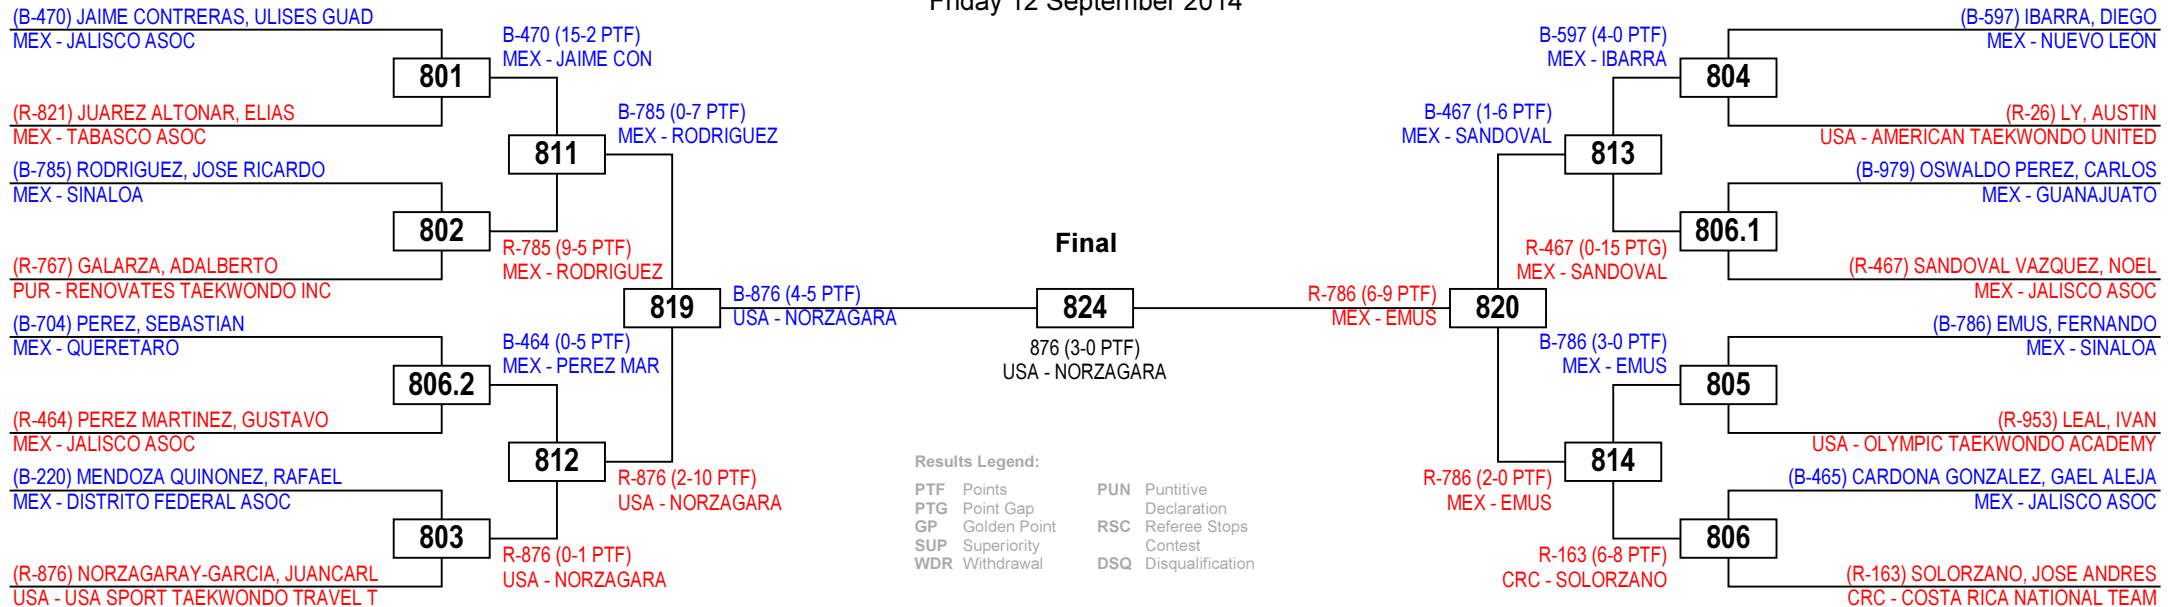 Friday 12 September 2014
(B-470) JAIME CONTRERAS, ULISES GUAD
MEX - JALISCO ASOC
801
(R-821) JUAREZ ALTONAR, ELIAS
MEX - TABASCO ASOC
(B-785) RODRIGUEZ, JOSE RICARDO
MEX - SINALOA
802
(R-767) GALARZA, ADALBERTO
PUR - RENOVATES TAEKWONDO INC
(B-704) PEREZ, SEBASTIAN
MEX - QUERETARO
806.2
(R-464) PEREZ MARTINEZ, GUSTAVO
MEX - JALISCO ASOC
(B-220) MENDOZA QUINONEZ, RAFAEL
MEX - DISTRITO FEDERAL ASOC
803
(R-876) NORZAGARAY-GARCIA, JUANCARL
USA - USA SPORT TAEKWONDO TRAVEL T
B-470 (15-2 PTF)
MEX - JAIME CON
811
R-785 (9-5 PTF)
MEX - RODRIGUEZ
B-464 (0-5 PTF)
MEX - PEREZ MAR
812
R-876 (0-1 PTF)
USA - NORZAGARA
B-785 (0-7 PTF)
MEX - RODRIGUEZ
819
R-876 (2-10 PTF)
USA - NORZAGARA
B-876 (4-5 PTF)
USA - NORZAGARA
Final
824
876 (3-0 PTF)
USA - NORZAGARA
R-786 (6-9 PTF)
MEX - EMUS
B-467 (1-6 PTF)
MEX - SANDOVAL
820
R-786 (2-0 PTF)
MEX - EMUS
B-597 (4-0 PTF)
MEX - IBARRA
813
R-467 (0-15 PTG)
MEX - SANDOVAL
B-786 (3-0 PTF)
MEX - EMUS
814
R-163 (6-8 PTF)
CRC - SOLORZANO
(B-597) IBARRA, DIEGO
MEX - NUEVO LEÓN
804
(R-26) LY, AUSTIN
USA - AMERICAN TAEKWONDO UNITED
(B-979) OSWALDO PEREZ, CARLOS
MEX - GUANAJUATO
806.1
(R-467) SANDOVAL VAZQUEZ, NOEL
MEX - JALISCO ASOC
(B-786) EMUS, FERNANDO
MEX - SINALOA
805
(R-953) LEAL, IVAN
USA - OLYMPIC TAEKWONDO ACADEMY
(B-465) CARDONA GONZALEZ, GAEL ALEJA
MEX - JALISCO ASOC
806
(R-163) SOLORZANO, JOSE ANDRES
CRC - COSTA RICA NATIONAL TEAM
Results Legend:
PTF Points
PTG Point Gap
GP Golden Point
SUP Superiority
WDR Withdrawal
PUN Puntitive
Declaration
RSC Referee Stops
Contest
DSQ Disqualification